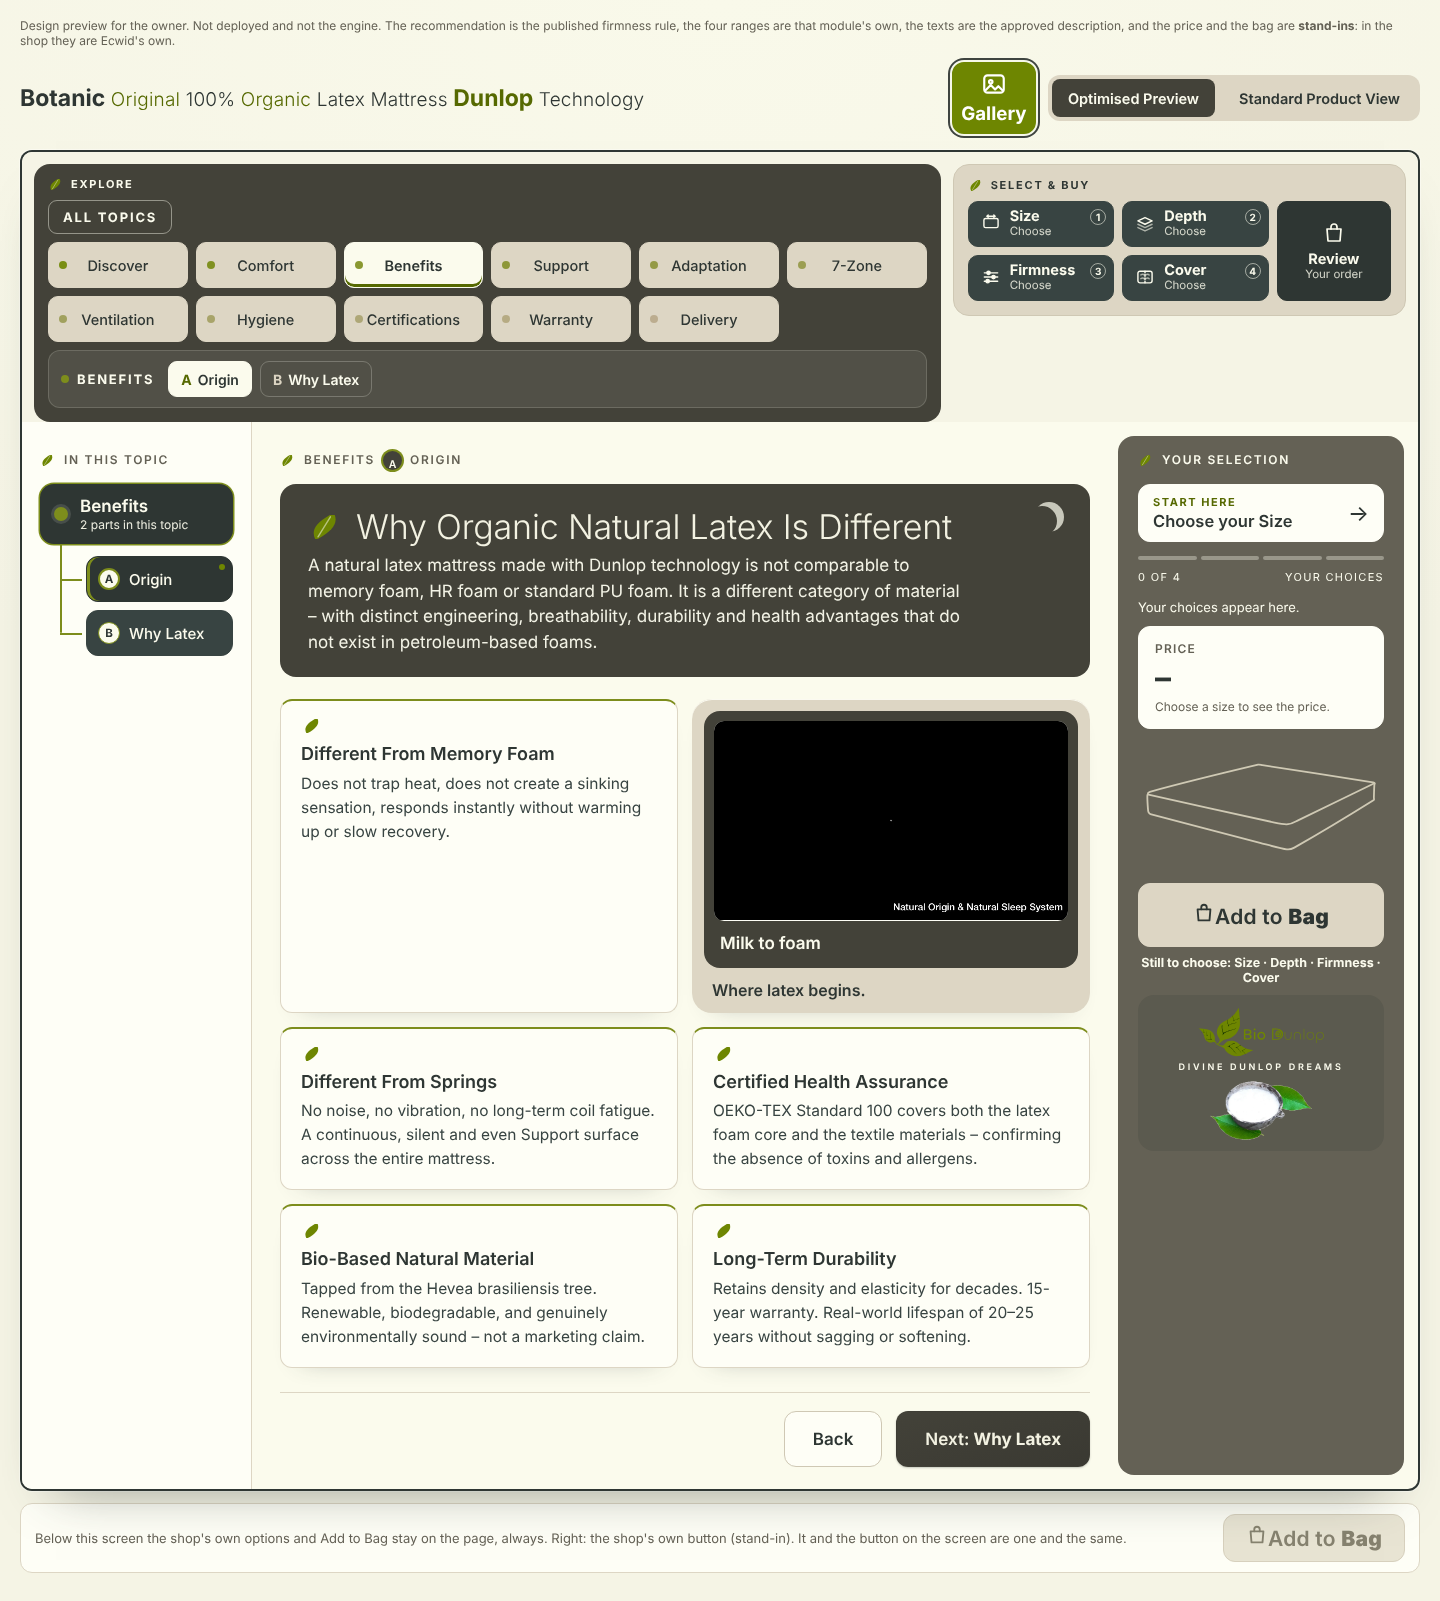 Design preview for the owner. Not deployed and not the engine. The recommendation is the published firmness rule, the four ranges are that module's own, the texts are the approved description, and the price and the bag are stand-ins: in the
shop they are Ecwid's own.
Botanic Original 100% Organic Latex Mattress Dunlop Technology
Gallery
Optimised Preview
Standard Product View
EXPLORE
ALL TOPICS
Discover
Comfort
Benefits
Support
Adaptation
7-Zone
Ventilation
Hygiene
Certifications
Warranty
Delivery
BENEFITS
A Origin
B Why Latex
SELECT & BUY
Size
Choose
1
Depth
Choose
2
Firmness
Choose
3
Cover
Choose
4
Review
Your order
IN THIS TOPIC
Benefits
2 parts in this topic
A Origin
B Why Latex
BENEFITS A ORIGIN
Why Organic Natural Latex Is Different
A natural latex mattress made with Dunlop technology is not comparable to
memory foam, HR foam or standard PU foam. It is a different category of material
– with distinct engineering, breathability, durability and health advantages that do
not exist in petroleum-based foams.
Different From Memory Foam
Does not trap heat, does not create a sinking
sensation, responds instantly without warming
up or slow recovery.
Natural Origin & Natural Sleep System
Milk to foam
Where latex begins.
Different From Springs
No noise, no vibration, no long-term coil fatigue.
A continuous, silent and even Support surface
across the entire mattress.
Certified Health Assurance
OEKO-TEX Standard 100 covers both the latex
foam core and the textile materials – confirming
the absence of toxins and allergens.
Bio-Based Natural Material
Tapped from the Hevea brasiliensis tree.
Renewable, biodegradable, and genuinely
environmentally sound – not a marketing claim.
Long-Term Durability
Retains density and elasticity for decades. 15-
year warranty. Real-world lifespan of 20–25
years without sagging or softening.
Back
Next: Why Latex
YOUR SELECTION
START HERE
Choose your Size
0 OF 4
YOUR CHOICES
Your choices appear here.
PRICE
–
Choose a size to see the price.
Add to Bag
Still to choose: Size · Depth · Firmness ·
Cover
Bio Dunlop
DIVINE DUNLOP DREAMS
Below this screen the shop's own options and Add to Bag stay on the page, always. Right: the shop's own button (stand-in). It and the button on the screen are one and the same.
Add to Bag